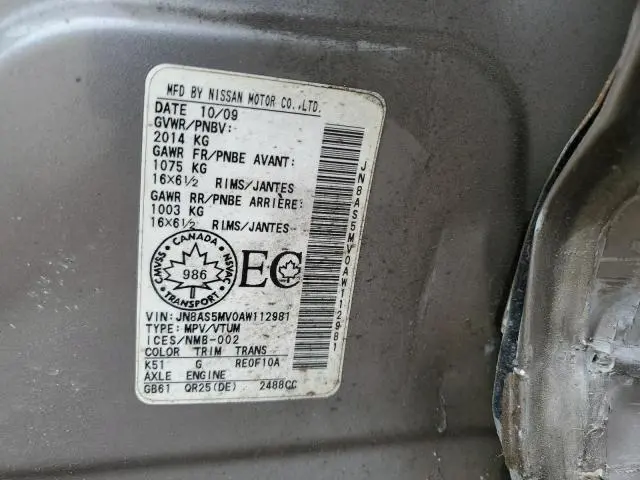 MFD BY NISSAN MOTOR CO.,LTD.
DATE 10/09
GVWR/PNBV:
2014 KG
GAWR FR/PNBE AVANT:
1075 KG
16X6½ RIMS/JANTES
GAWR RR/PNBE ARRIÈRE:
1003 KG
16X6½ RIMS/JANTES
CANADA
CMVSS NSVAC
986
TRANSPORT
EC
VIN: JN8AS5MV0AW112981
TYPE: MPV/VTUM
ICES/NMB-002
COLOR TRIM TRANS
K51 G RE0F10A
AXLE ENGINE
GB61 QR25(DE) 2488CC
JN8AS5MV0AW112981